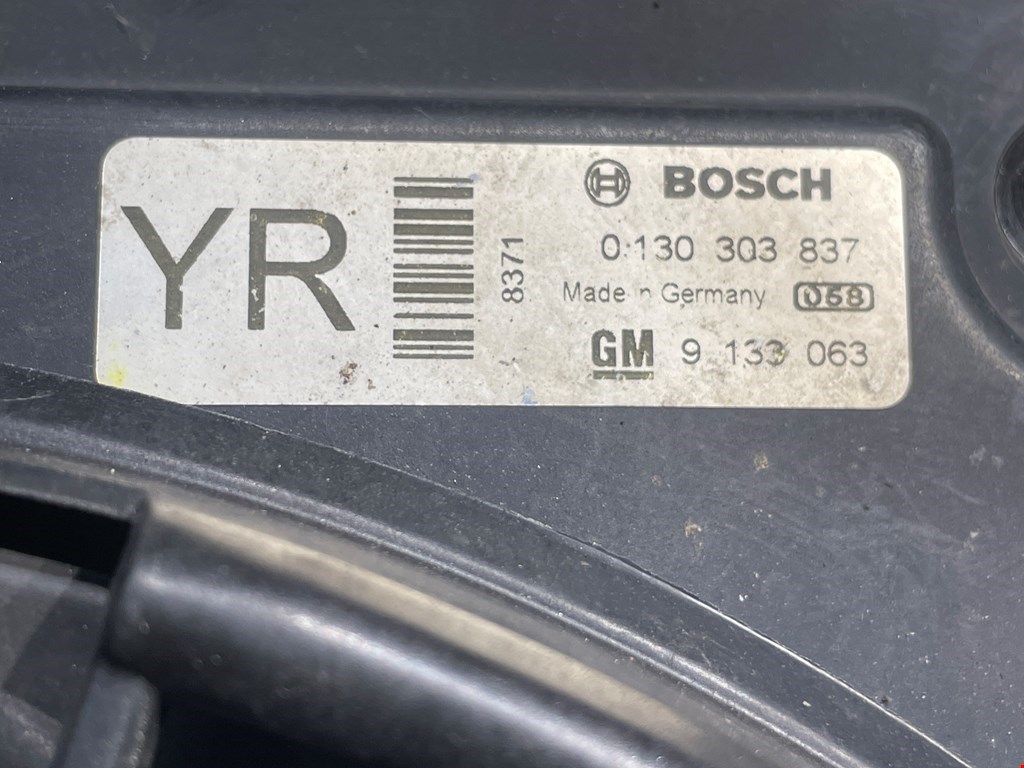 YR
8371
BOSCH
0 130 303 837
Made in Germany 058
GM 9 133 063